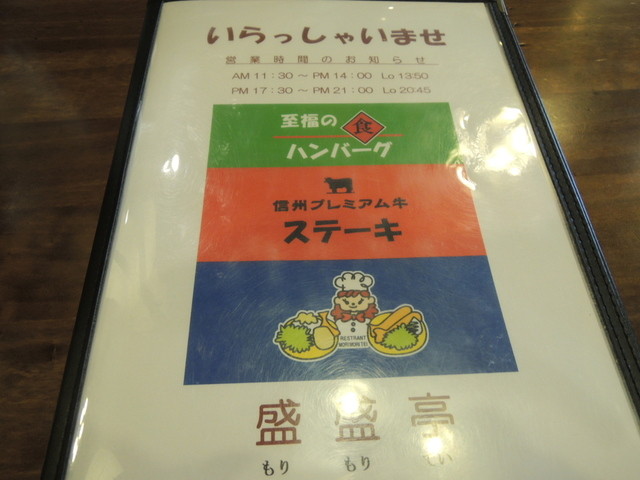 いらっしゃいませ
営業時間のお知らせ
AM 11:30 ～ PM 14:00 Lo 13:50
PM 17:30 ～ PM 21:00 Lo 20:45
至福の 食
ハンバーグ
信州プレミアム牛
ステーキ
RESTRANT
MORIMORITEI
盛 盛 亭
もり もり てい